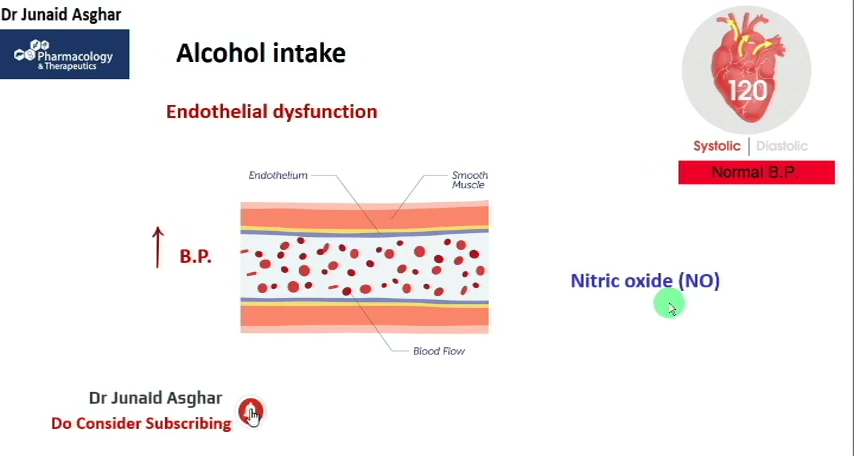 Dr Junaid Asghar
Pharmacology
& Therapeutics
Alcohol intake
Endothelial dysfunction
120
Systolic | Diastolic
Normal B.P.
Endothelium
Smooth
Muscle
B.P.
Nitric oxide (NO)
Blood Flow
Dr Junaid Asghar
Do Consider Subscribing